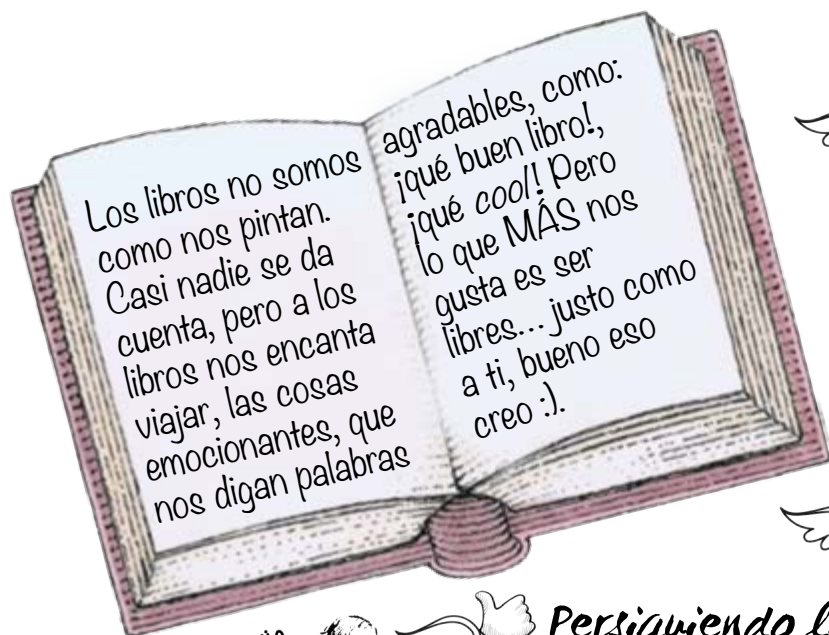 Los libros no somos
como nos pintan.
Casi nadie se da
cuenta, pero a los
libros nos encanta
viajar, las cosas
emocionantes, que
nos digan palabras
agradables, como:
¡qué buen libro!,
¡qué cool! Pero
lo que MÁS nos
gusta es ser
libres... justo como
a ti, bueno eso
creo :).
Persiguiendo